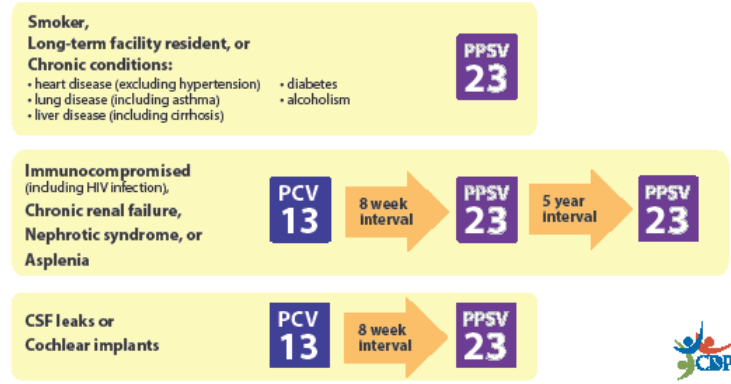 Smoker,
Long-term facility resident, or
Chronic conditions:
• heart disease (excluding hypertension) • diabetes
• lung disease (including asthma) • alcoholism
• liver disease (including cirrhosis)
PPSV
23
Immunocompromised
(including HIV infection),
Chronic renal failure,
Nephrotic syndrome, or
Asplenia
PCV
13
8 week
interval
PPSV
23
5 year
interval
PPSV
23
CSF leaks or
Cochlear implants
PCV
13
8 week
interval
PPSV
23